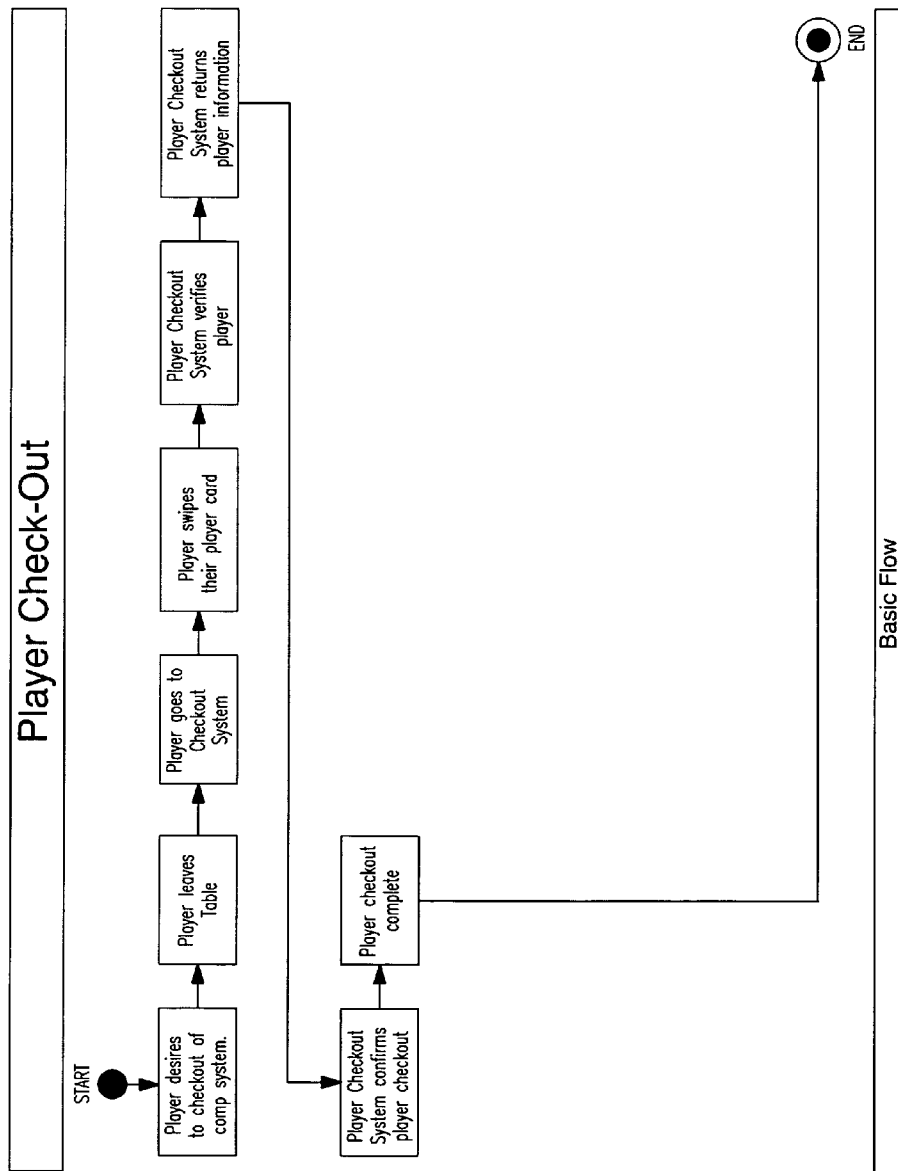 Player Check-Out
START
Player desires
to checkout of
comp system.
Player leaves
Table
Player goes to
Checkout
System
Player swipes
their player card
Player Checkout
System verifies
player
Player Checkout
System returns
player information
Player Checkout
System confirms
player checkout
Player checkout
complete
END
Basic Flow